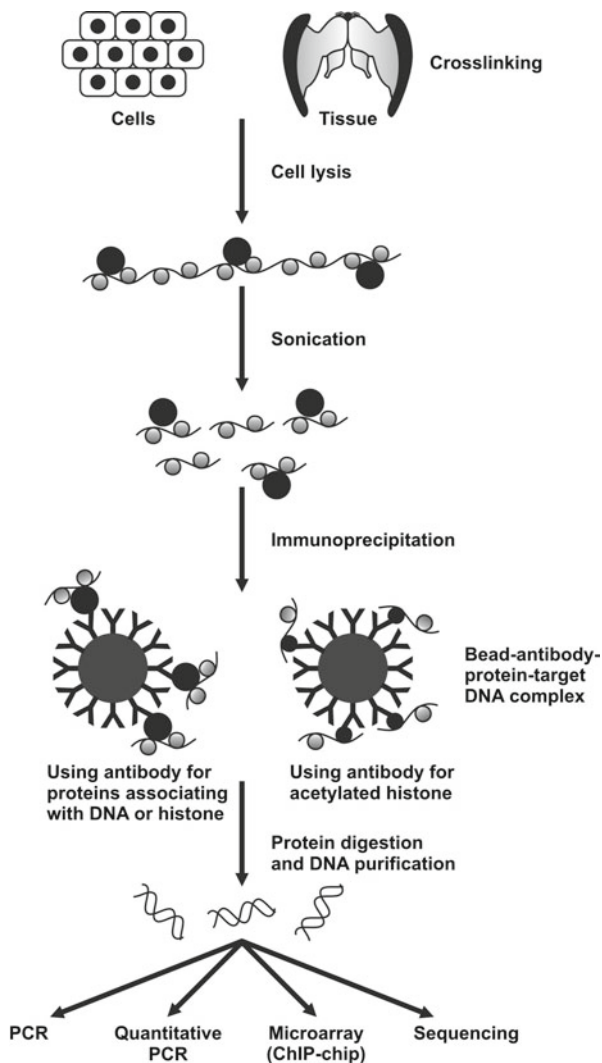 Crosslinking
Cells
Tissue
Cell lysis
Sonication
Immunoprecipitation
Bead-antibody-
protein-target
DNA complex
Using antibody for
proteins associating
with DNA or histone
Using antibody for
acetylated histone
Protein digestion
and DNA purification
PCR
Quantitative
PCR
Microarray
(ChIP-chip)
Sequencing